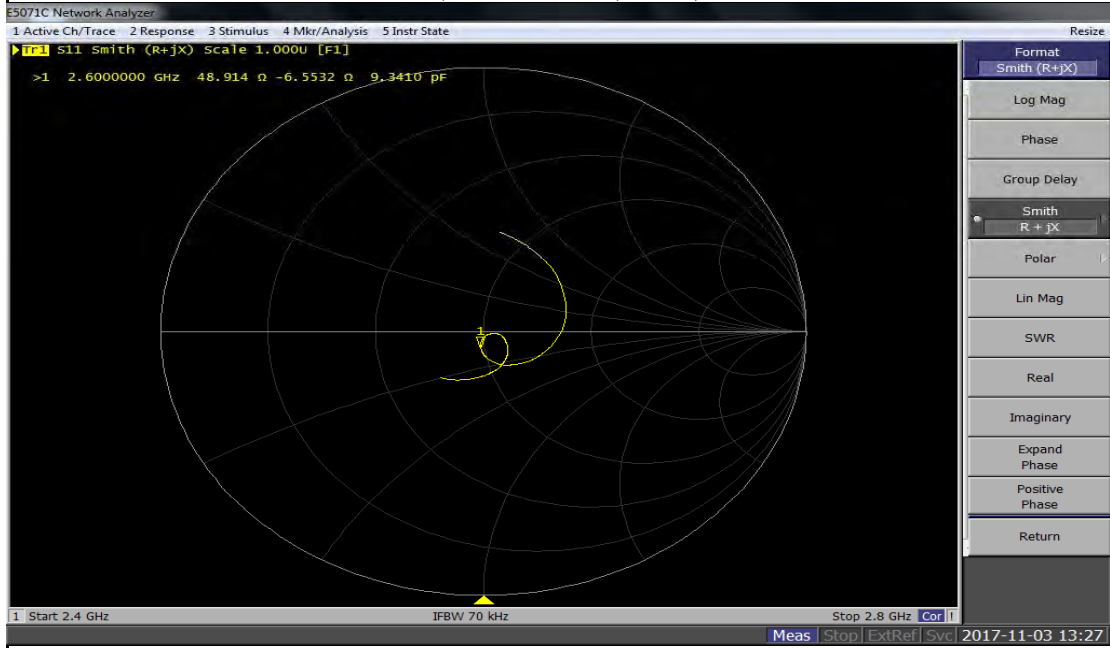 E5071C Network Analyzer
1 Active Ch/Trace 2 Response 3 Stimulus 4 Mkr/Analysis 5 Instr State Resize
Tr1 S11 Smith (R+jX) Scale 1.000U [F1]
>1 2.6000000 GHz 48.914 Ω -6.5532 Ω 9.3410 pF
1
Format
Smith (R+jX)
Log Mag
Phase
Group Delay
Smith
R + jX
Polar
Lin Mag
SWR
Real
Imaginary
Expand
Phase
Positive
Phase
Return
1 Start 2.4 GHz IFBW 70 kHz Stop 2.8 GHz Cor !
Meas Stop ExtRef Svc 2017-11-03 13:27